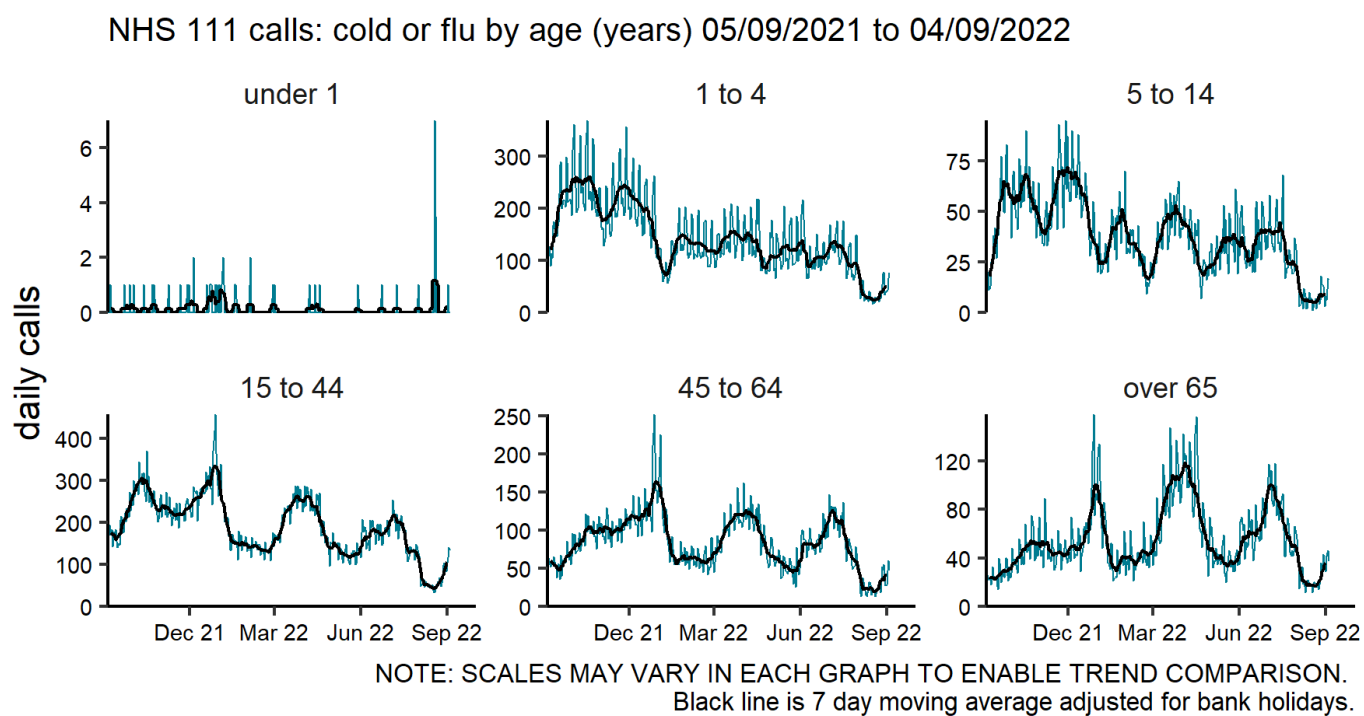 NHS 111 calls: cold or flu by age (years) 05/09/2021 to 04/09/2022
daily calls
under 1
6
4
2
0
1 to 4
300
200
100
0
5 to 14
75
50
25
0
15 to 44
400
300
200
100
0
Dec 21 Mar 22 Jun 22 Sep 22
45 to 64
250
200
150
100
50
0
Dec 21 Mar 22 Jun 22 Sep 22
over 65
120
80
40
0
Dec 21 Mar 22 Jun 22 Sep 22
NOTE: SCALES MAY VARY IN EACH GRAPH TO ENABLE TREND COMPARISON.
Black line is 7 day moving average adjusted for bank holidays.